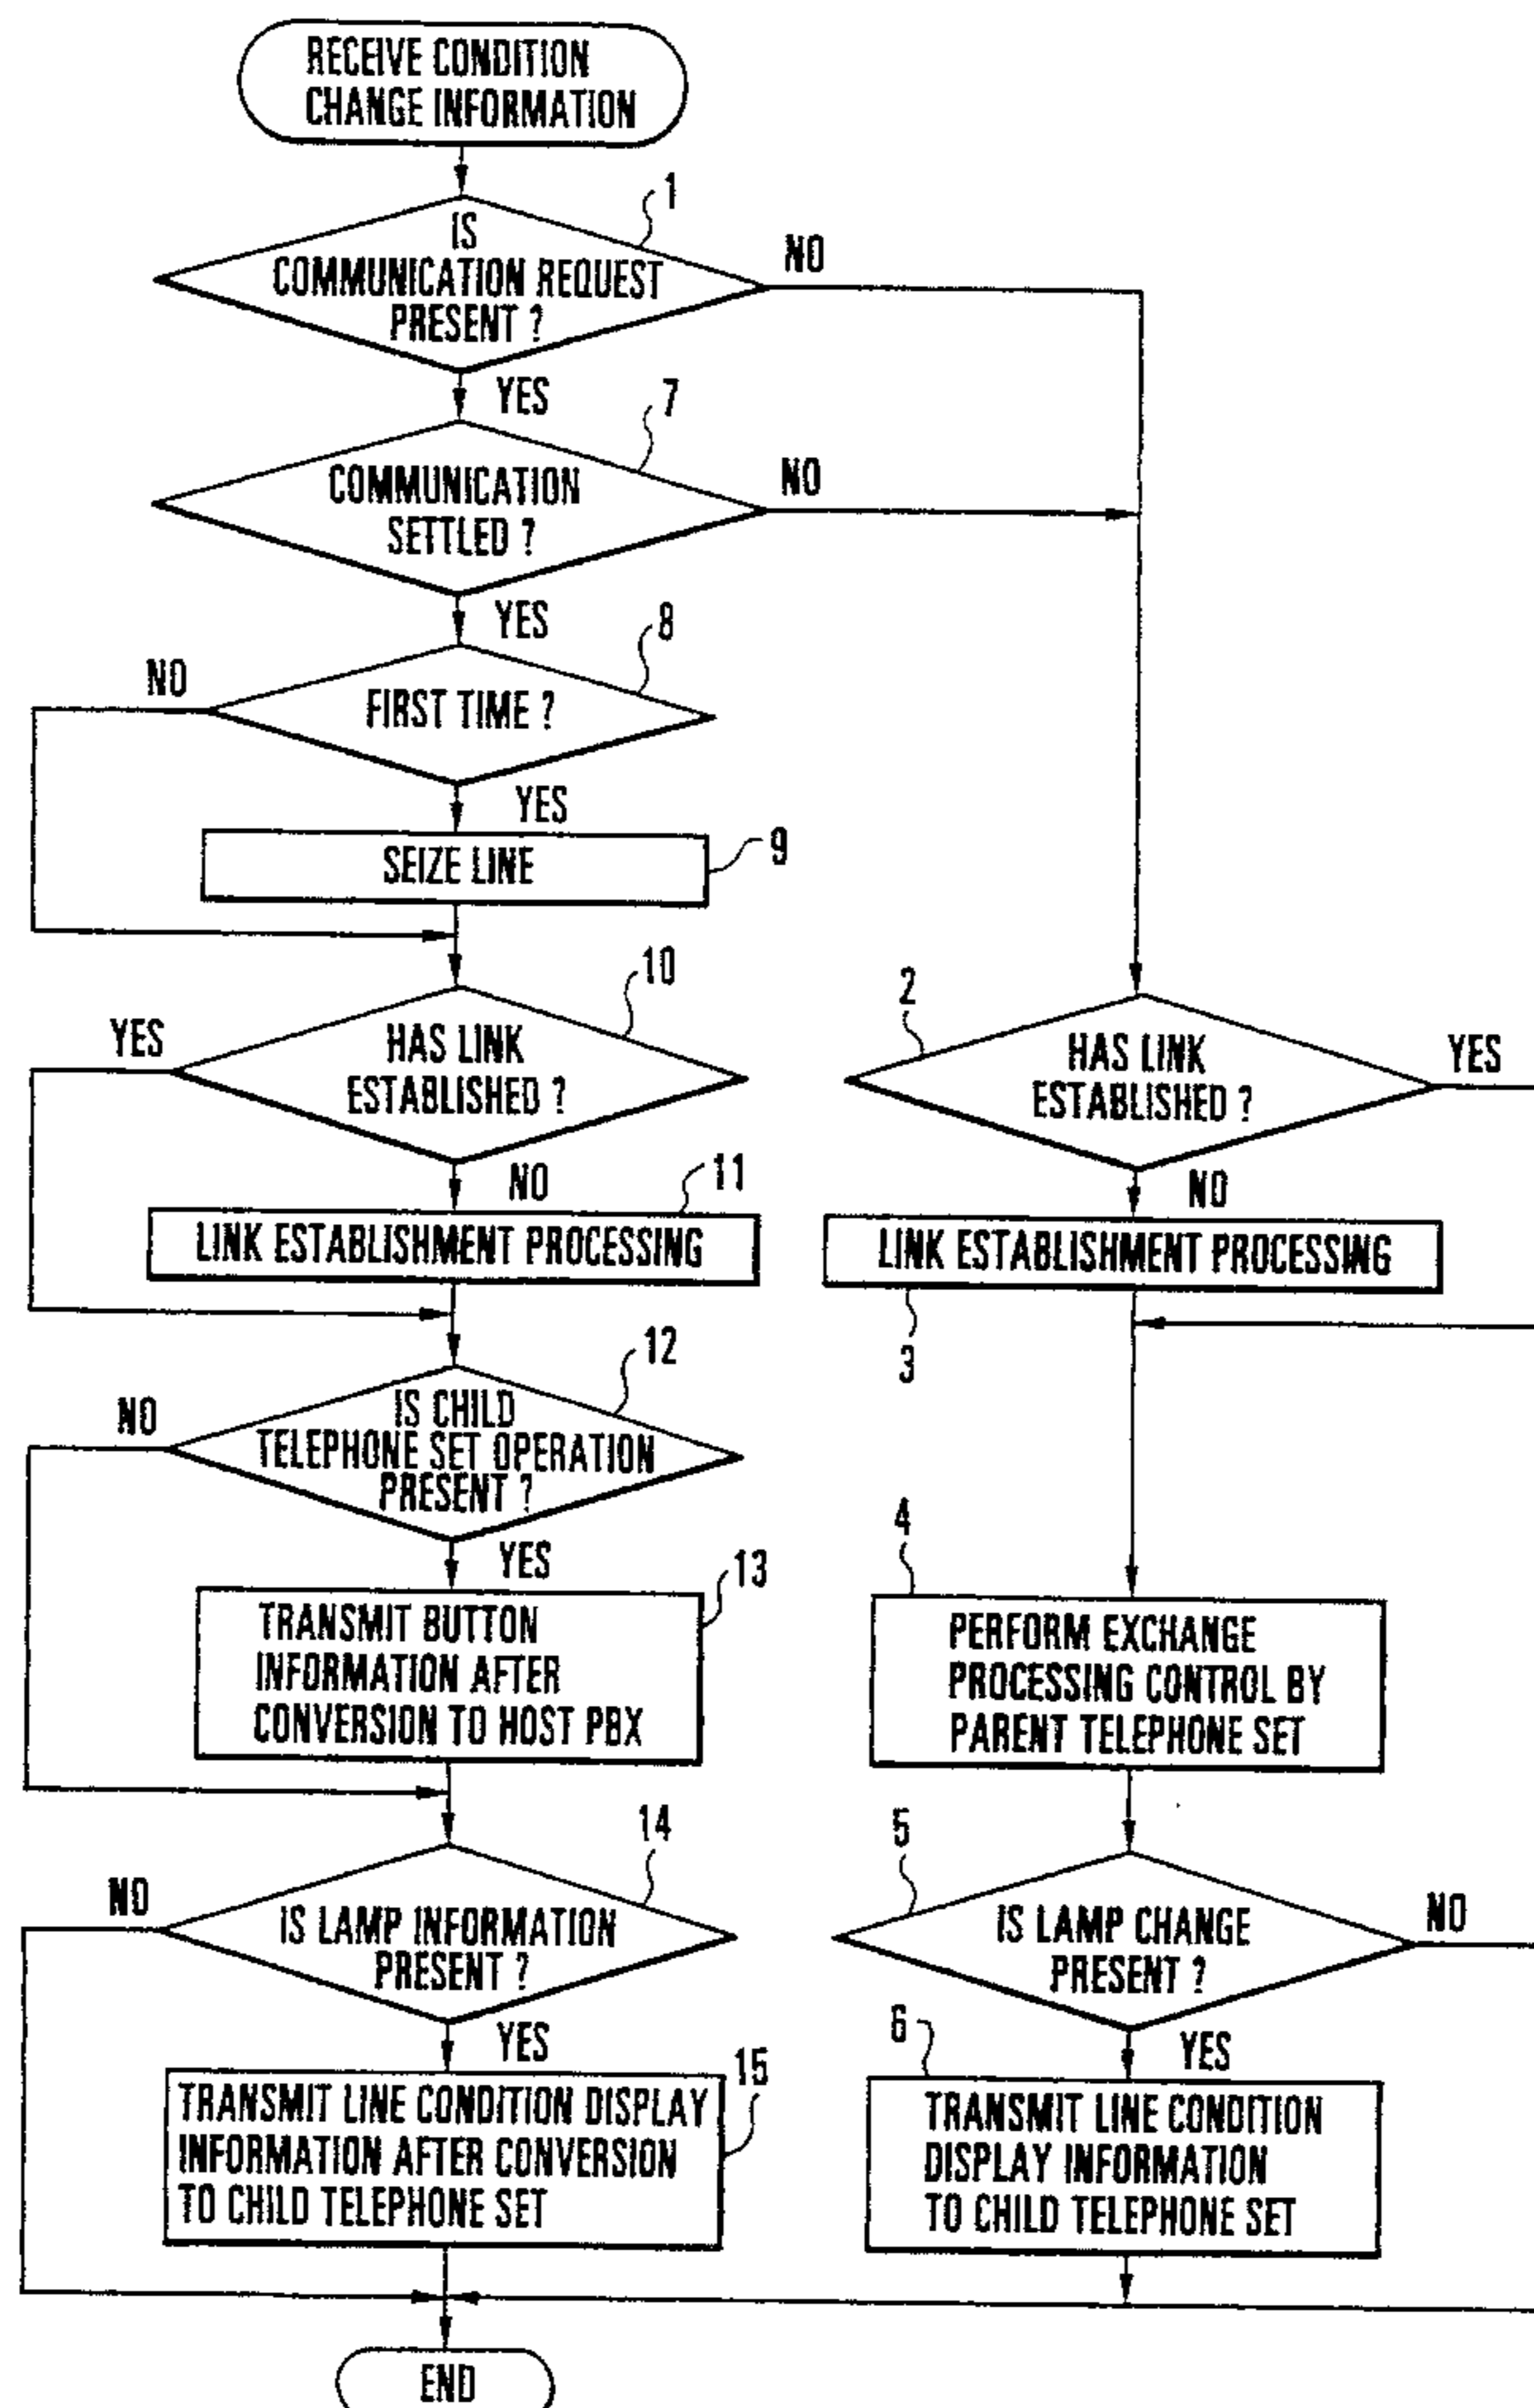 RECEIVE CONDITION
CHANGE INFORMATION
1
IS
COMMUNICATION REQUEST
PRESENT ?
NO
YES
7
COMMUNICATION
SETTLED ?
NO
YES
8
NO
FIRST TIME ?
YES
SEIZE LINE
9
10
YES
HAS LINK
ESTABLISHED ?
NO
11
LINK ESTABLISHMENT PROCESSING
12
NO
IS CHILD
TELEPHONE SET OPERATION
PRESENT ?
YES
13
TRANSMIT BUTTON
INFORMATION AFTER
CONVERSION TO HOST PBX
14
NO
IS LAMP INFORMATION
PRESENT ?
YES
15
TRANSMIT LINE CONDITION DISPLAY
INFORMATION AFTER CONVERSION
TO CHILD TELEPHONE SET
2
HAS LINK
ESTABLISHED ?
YES
NO
LINK ESTABLISHMENT PROCESSING
3
4
PERFORM EXCHANGE
PROCESSING CONTROL BY
PARENT TELEPHONE SET
5
IS LAMP CHANGE
PRESENT ?
NO
6
YES
TRANSMIT LINE CONDITION
DISPLAY INFORMATION
TO CHILD TELEPHONE SET
END